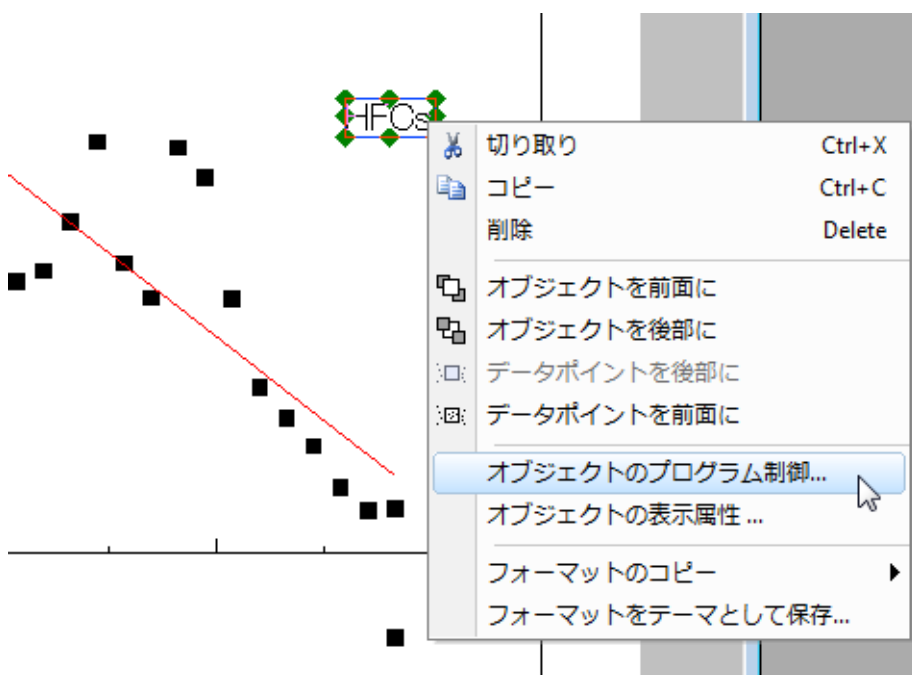 HFCs
切り取り Ctrl+X
コピー Ctrl+C
削除 Delete
オブジェクトを前面に
オブジェクトを後部に
データポイントを後部に
データポイントを前面に
オブジェクトのプログラム制御...
オブジェクトの表示属性 ...
フォーマットのコピー
フォーマットをテーマとして保存...